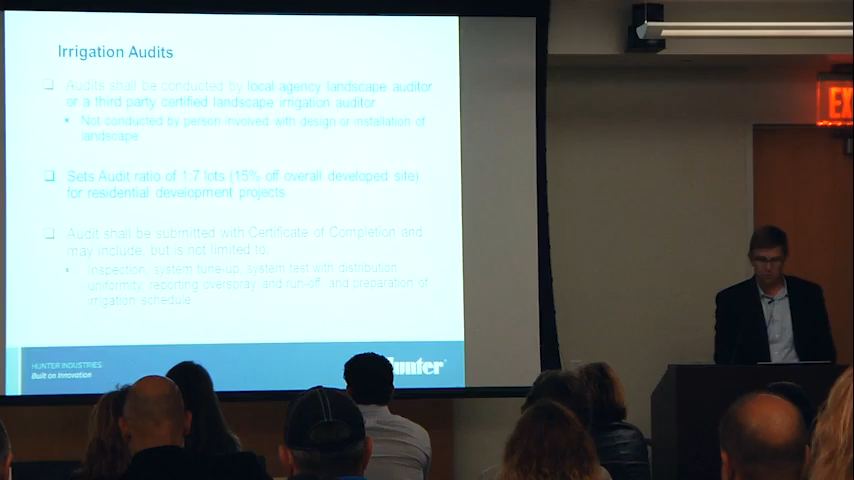 Irrigation Audits
Audits shall be conducted by local agency landscape auditor
or a third party certified landscape irrigation auditor
Not conducted by person involved with design or installation of
landscape
Sets Audit ratio of 1:7 lots (15% off overall developed site)
for residential development projects
Audit shall be submitted with Certificate of Completion and
may include, but is not limited to:
Inspection, system tune-up, system test with distribution
uniformity, reporting overspray and run-off, and preparation of
irrigation schedule
HUNTER INDUSTRIES
Built on Innovation
Hunter
EX